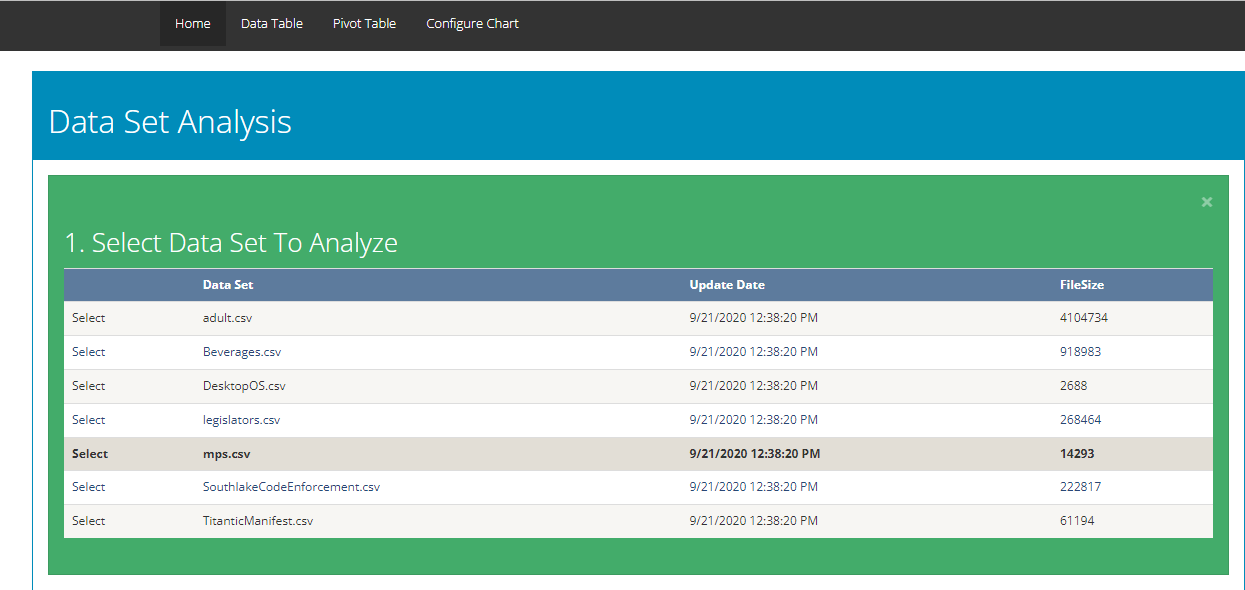 Home Data Table Pivot Table Configure Chart
Data Set Analysis
×
1. Select Data Set To Analyze
Data Set Update Date FileSize
Select adult.csv 9/21/2020 12:38:20 PM 4104734
Select Beverages.csv 9/21/2020 12:38:20 PM 918983
Select DesktopOS.csv 9/21/2020 12:38:20 PM 2688
Select legislators.csv 9/21/2020 12:38:20 PM 268464
Select mps.csv 9/21/2020 12:38:20 PM 14293
Select SouthlakeCodeEnforcement.csv 9/21/2020 12:38:20 PM 222817
Select TitanticManifest.csv 9/21/2020 12:38:20 PM 61194